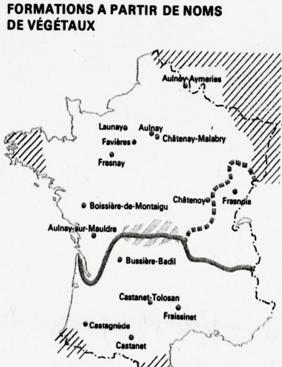 FORMATIONS A PARTIR DE NOMS
DE VÉGÉTAUX
Aulnoy-Aymeries
Launay
Aulnay
Châtenay-Malabry
Favières
Fresnay
Boissière-de-Montaigu
Châtenoy
Frasnois
Aulnay-sur-Mauldre
Bussière-Badil
Castanet-Tolosan
Fraissinet
Castagnède
Castanet